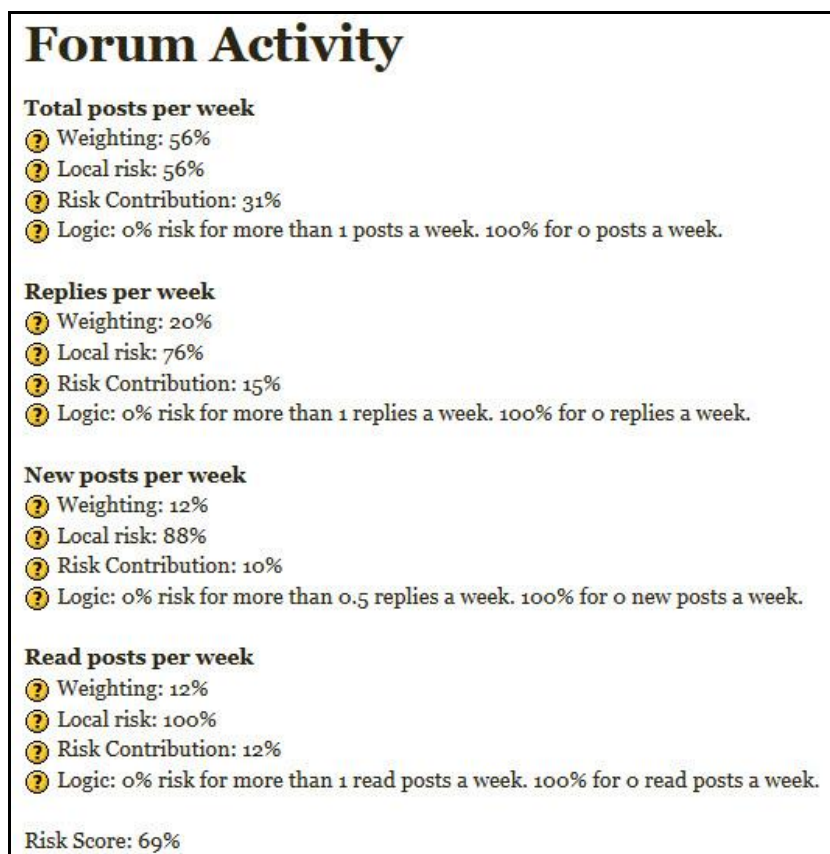 Forum Activity
Total posts per week
? Weighting: 56%
? Local risk: 56%
? Risk Contribution: 31%
? Logic: 0% risk for more than 1 posts a week. 100% for 0 posts a week.
Replies per week
? Weighting: 20%
? Local risk: 76%
? Risk Contribution: 15%
? Logic: 0% risk for more than 1 replies a week. 100% for 0 replies a week.
New posts per week
? Weighting: 12%
? Local risk: 88%
? Risk Contribution: 10%
? Logic: 0% risk for more than 0.5 replies a week. 100% for 0 new posts a week.
Read posts per week
? Weighting: 12%
? Local risk: 100%
? Risk Contribution: 12%
? Logic: 0% risk for more than 1 read posts a week. 100% for 0 read posts a week.
Risk Score: 69%